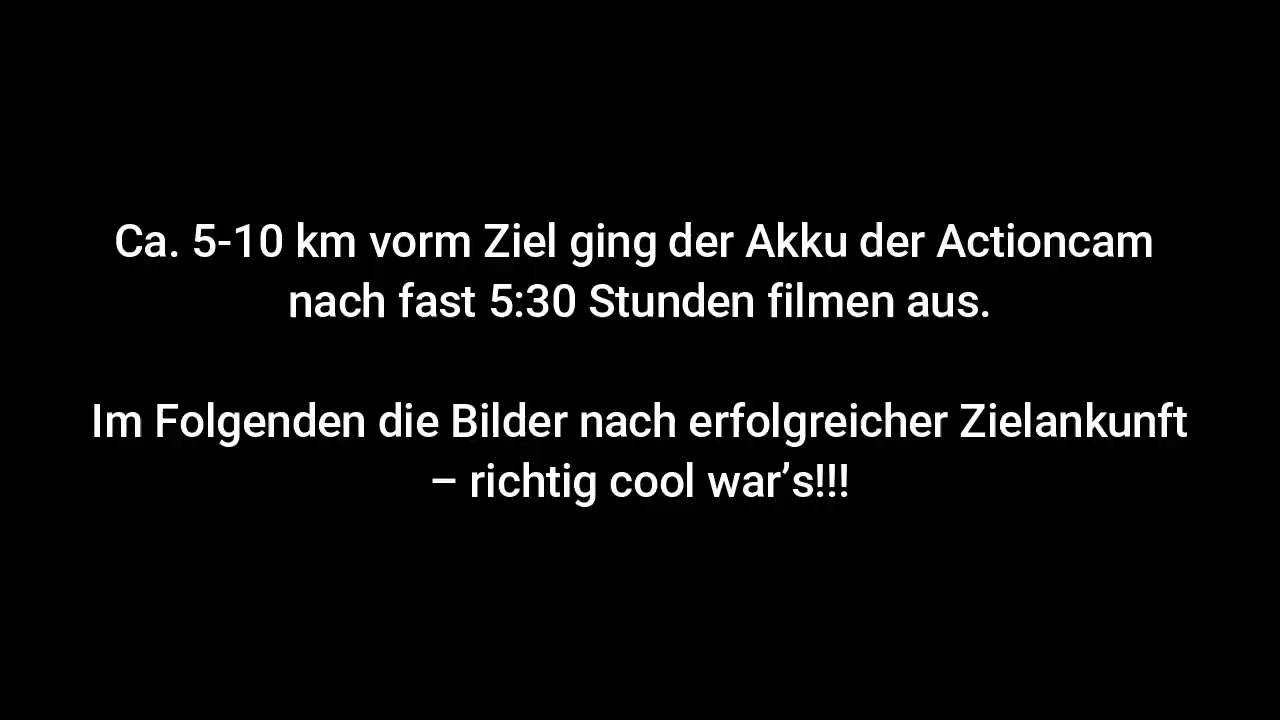 Ca. 5-10 km vorm Ziel ging der Akku der Actioncam
nach fast 5:30 Stunden filmen aus.
Im Folgenden die Bilder nach erfolgreicher Zielankunft
– richtig cool war’s!!!